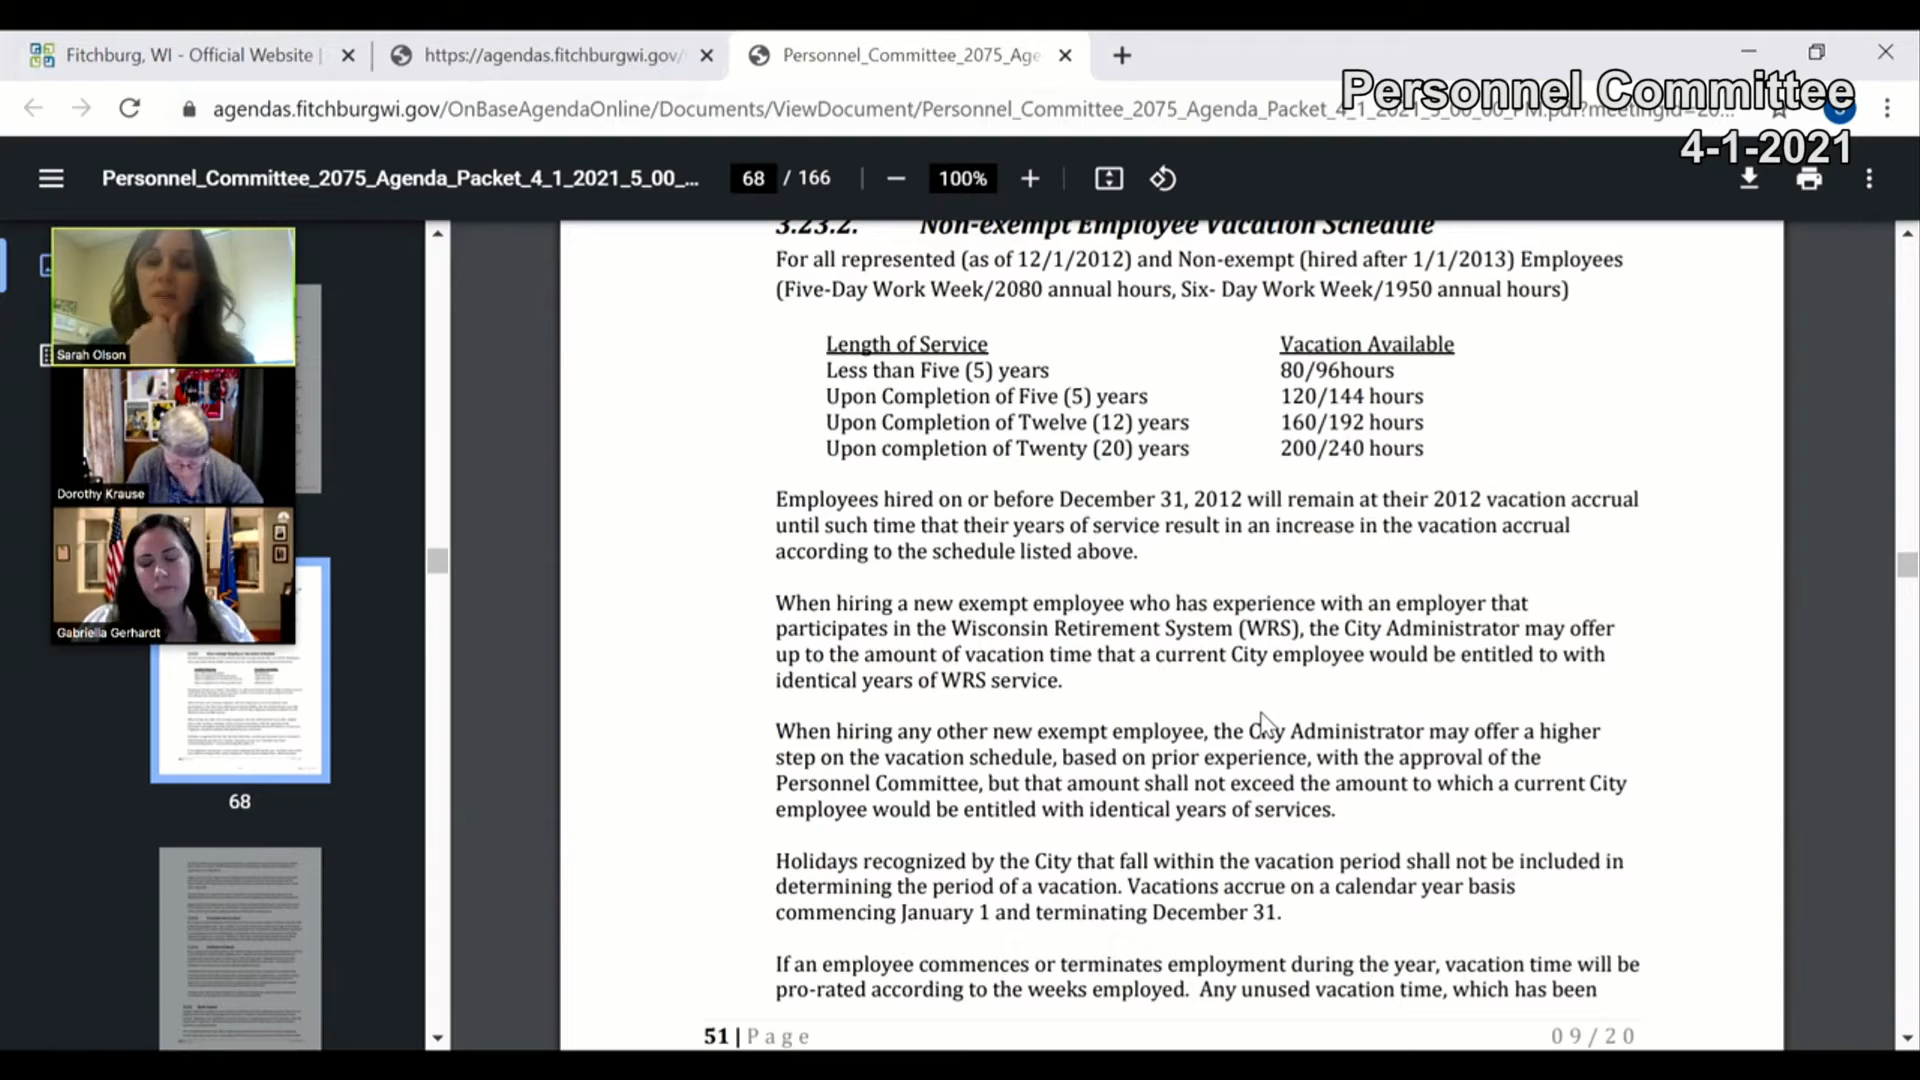 Fitchburg, WI - Official Website |
https://agendas.fitchburgwi.gov/
Personnel_Committee_2075_Age
Personnel Committee
4-1-2021
agendas.fitchburgwi.gov/OnBaseAgendaOnline/Documents/ViewDocument/Personnel_Committee_2075_Agenda_Packet_4_1_2021_5_00_00_PM.pdf?meetingId=20...
Personnel_Committee_2075_Agenda_Packet_4_1_2021_5_00_...
68 / 166
100%
Sarah Olson
Dorothy Krause
Gabriella Gerhardt
68
3.23.2. Non-exempt Employee Vacation Schedule
For all represented (as of 12/1/2012) and Non-exempt (hired after 1/1/2013) Employees
(Five-Day Work Week/2080 annual hours, Six- Day Work Week/1950 annual hours)
Length of Service Vacation Available
Less than Five (5) years 80/96hours
Upon Completion of Five (5) years 120/144 hours
Upon Completion of Twelve (12) years 160/192 hours
Upon completion of Twenty (20) years 200/240 hours
Employees hired on or before December 31, 2012 will remain at their 2012 vacation accrual
until such time that their years of service result in an increase in the vacation accrual
according to the schedule listed above.
When hiring a new exempt employee who has experience with an employer that
participates in the Wisconsin Retirement System (WRS), the City Administrator may offer
up to the amount of vacation time that a current City employee would be entitled to with
identical years of WRS service.
When hiring any other new exempt employee, the City Administrator may offer a higher
step on the vacation schedule, based on prior experience, with the approval of the
Personnel Committee, but that amount shall not exceed the amount to which a current City
employee would be entitled with identical years of services.
Holidays recognized by the City that fall within the vacation period shall not be included in
determining the period of a vacation. Vacations accrue on a calendar year basis
commencing January 1 and terminating December 31.
If an employee commences or terminates employment during the year, vacation time will be
pro-rated according to the weeks employed. Any unused vacation time, which has been
51 | Page 09/20